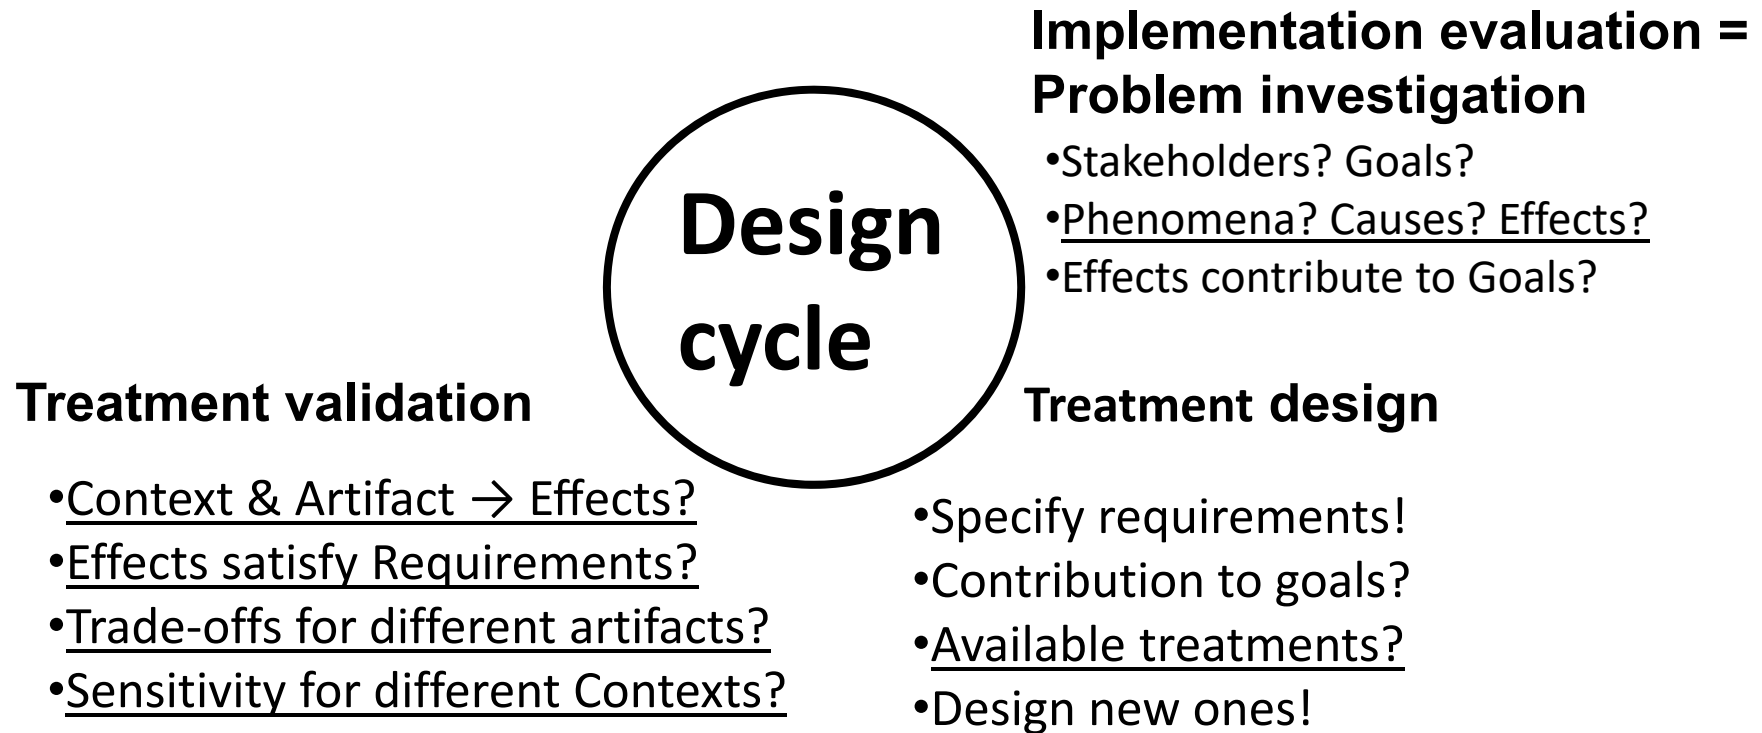 Implementation evaluation =
Problem investigation
•Stakeholders? Goals?
•Phenomena? Causes? Effects?
•Effects contribute to Goals?
Design
cycle
Treatment validation
•Context & Artifact → Effects?
•Effects satisfy Requirements?
•Trade-offs for different artifacts?
•Sensitivity for different Contexts?
Treatment design
•Specify requirements!
•Contribution to goals?
•Available treatments?
•Design new ones!